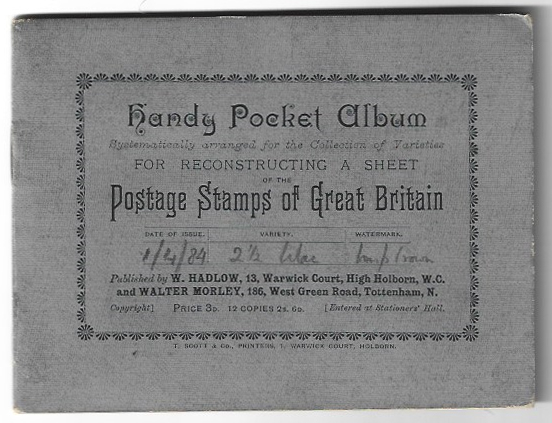 Handy Pocket Album
Systematically arranged for the Collection of Varieties
FOR RECONSTRUCTING A SHEET
OF THE
Postage Stamps of Great Britain
DATE OF ISSUE. VARIETY. WATERMARK.
1/4/84 2½ lilac Imp Crown
Published by W. HADLOW, 13, Warwick Court, High Holborn, W.C.
and WALTER MORLEY, 186, West Green Road, Tottenham, N.
Copyright] PRICE 3D. 12 COPIES 2S. 6D. [Entered at Stationers' Hall.
T. SCOTT & CO., PRINTERS, 1, WARWICK COURT, HOLBORN.